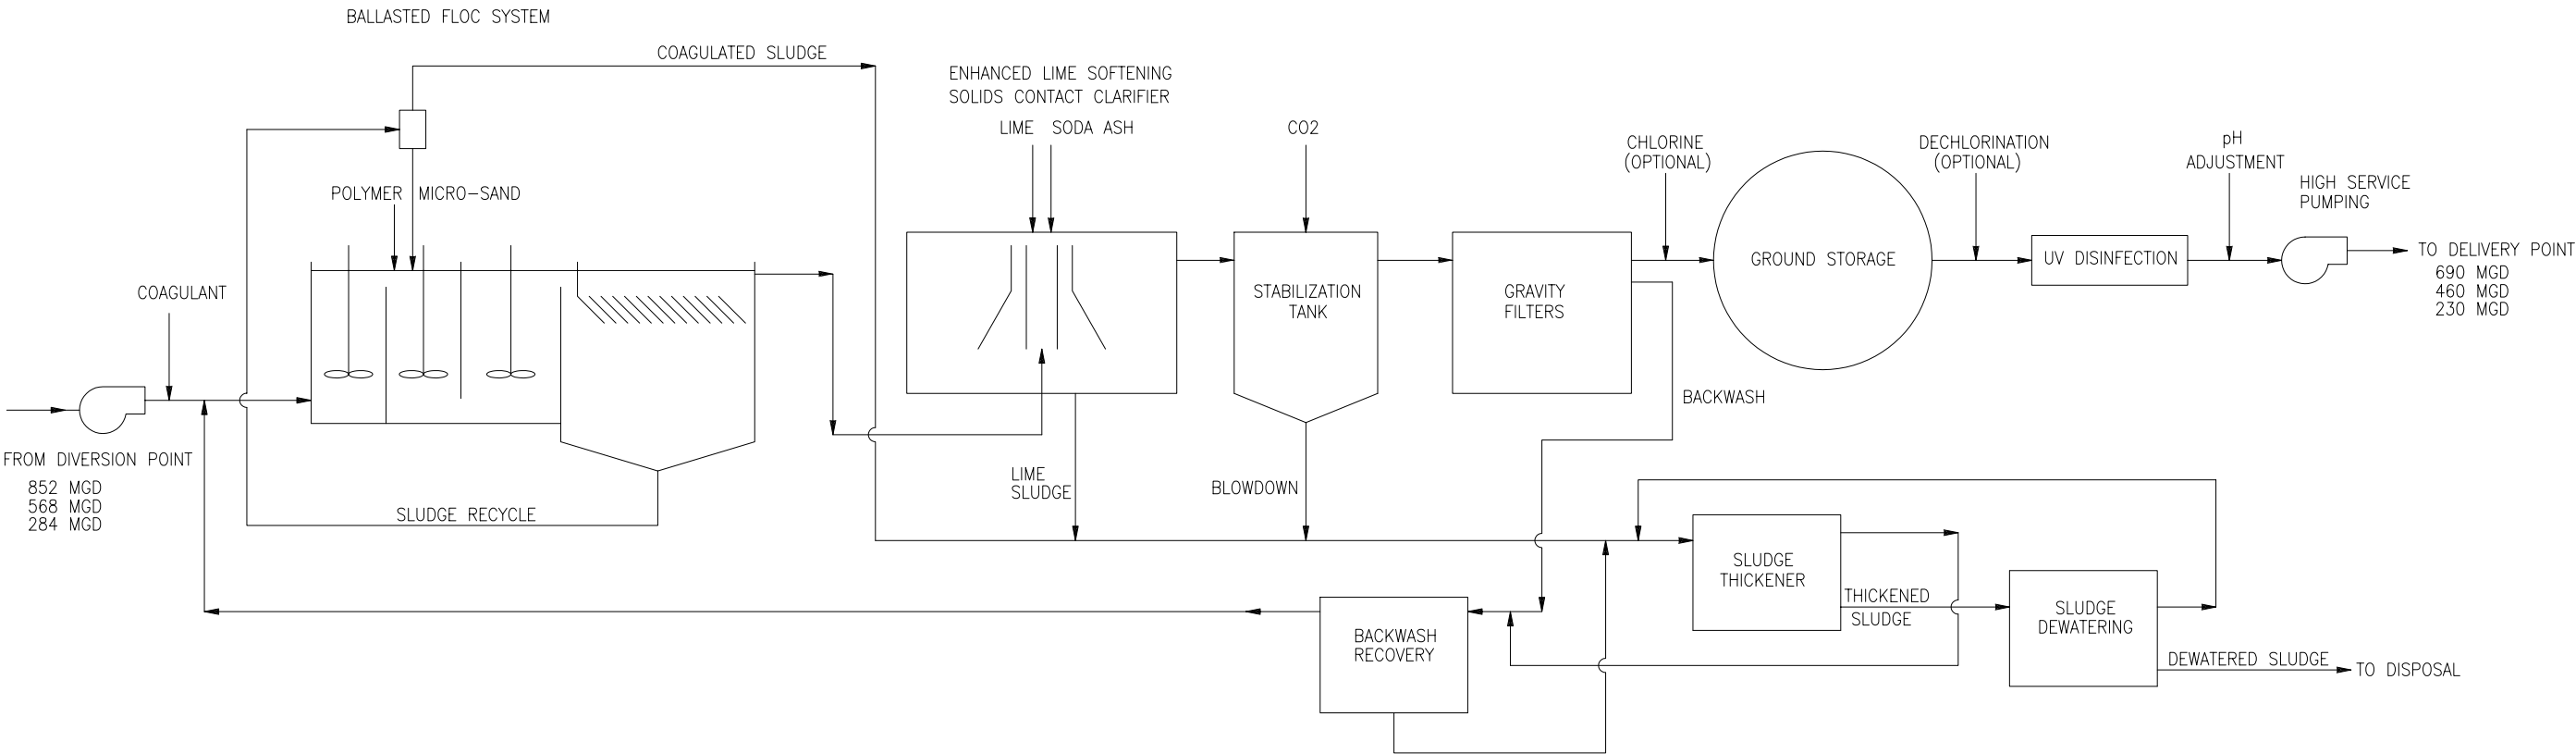 BALLASTED FLOC SYSTEM
COAGULATED SLUDGE
ENHANCED LIME SOFTENING
SOLIDS CONTACT CLARIFIER
LIME SODA ASH
CO2
CHLORINE
(OPTIONAL)
DECHLORINATION
(OPTIONAL)
pH
ADJUSTMENT
HIGH SERVICE
PUMPING
POLYMER
MICRO-SAND
COAGULANT
STABILIZATION
TANK
GRAVITY
FILTERS
GROUND STORAGE
UV DISINFECTION
TO DELIVERY POINT
690 MGD
460 MGD
230 MGD
BACKWASH
FROM DIVERSION POINT
852 MGD
568 MGD
284 MGD
SLUDGE RECYCLE
LIME
SLUDGE
BLOWDOWN
SLUDGE
THICKENER
THICKENED
SLUDGE
SLUDGE
DEWATERING
BACKWASH
RECOVERY
DEWATERED SLUDGE
TO DISPOSAL